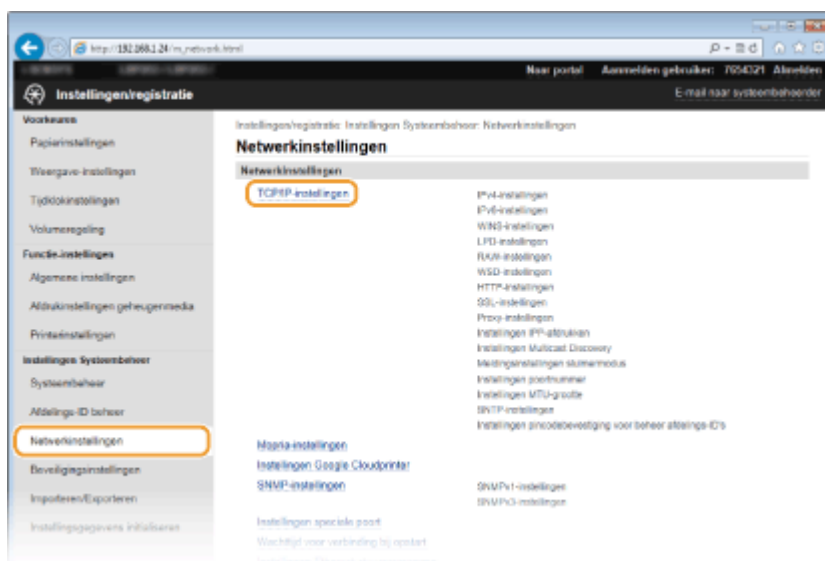 http://192.168.1.24/m_network.html
Naar portal Aanmelden gebruiker: 7654321 Afmelden
Instellingen/registratie
E-mail naar systeembeheerder
Voorkeuren
Papierinstellingen
Weergave-instellingen
Tijdklokinstellingen
Volumeregeling
Functie-instellingen
Algemene instellingen
Afdrukinstellingen geheugenmedia
Printerinstellingen
Instellingen Systeembeheer
Systeembeheer
Afdelings-ID beheer
Netwerkinstellingen
Beveiligingsinstellingen
Importeren/Exporteren
Instellingsgegevens initialiseren
Instellingen/registratie: Instellingen Systeembeheer: Netwerkinstellingen
Netwerkinstellingen
Netwerkinstellingen
TCP/IP-instellingen
IPv4-instellingen
IPv6-instellingen
WINS-instellingen
LPD-instellingen
RAW-instellingen
WSD-instellingen
HTTP-instellingen
SSL-instellingen
Proxy-instellingen
Instellingen IPP-afdrukken
Instellingen Multicast Discovery
Meldingsinstellingen sluimermodus
Instellingen poortnummer
Instellingen MTU-grootte
SNTP-instellingen
Instellingen pincodebevestiging voor beheer afdelings-ID's
Mopria-instellingen
Instellingen Google Cloudprinter
SNMP-instellingen
SNMPv1-instellingen
SNMPv3-instellingen
Instellingen speciale poort
Wachttijd voor verbinding bij opstart